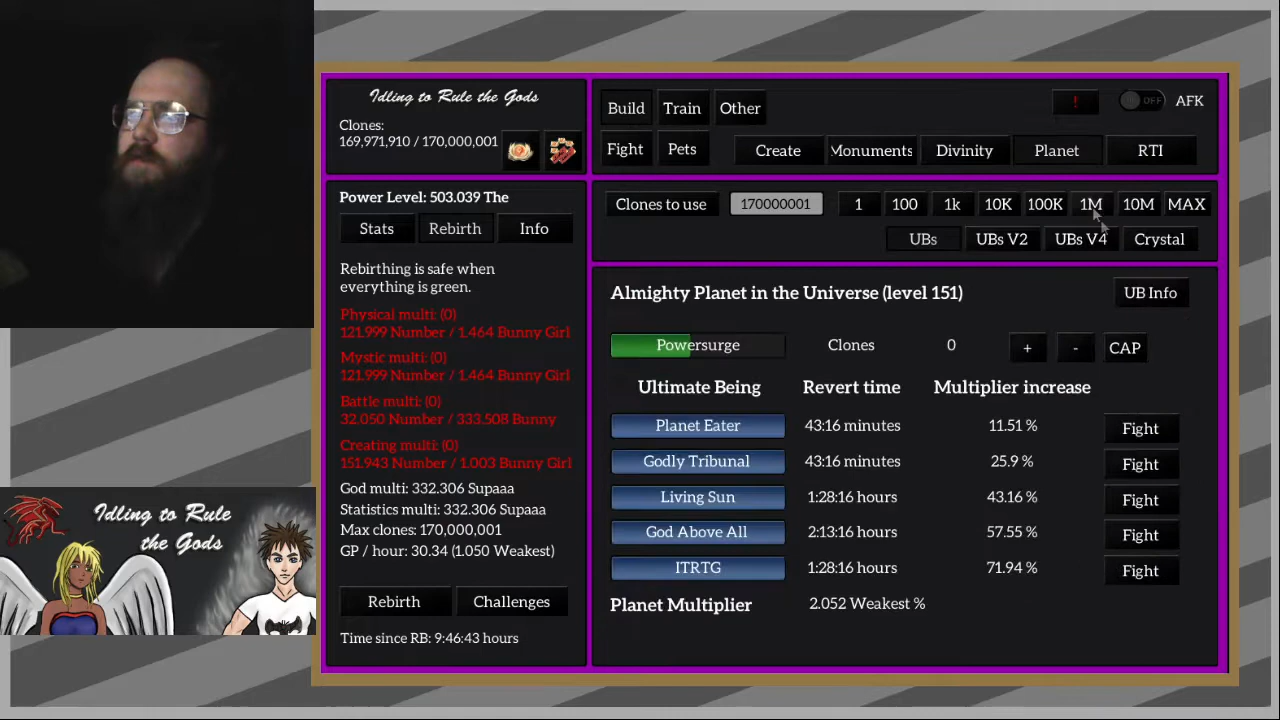 Idling to Rule the Gods
Clones:
169,971,910 / 170,000,001
Build
Train
Other
!
OFF
AFK
Fight
Pets
Create
Monuments
Divinity
Planet
RTI
Power Level: 503.039 The
Stats
Rebirth
Info
Rebirthing is safe when
everything is green.
Physical multi: (0)
121.999 Number / 1.464 Bunny Girl
Mystic multi: (0)
121.999 Number / 1.464 Bunny Girl
Battle multi: (0)
32.050 Number / 333.508 Bunny
Creating multi: (0)
151.943 Number / 1.003 Bunny Girl
God multi: 332.306 Supaaa
Statistics multi: 332.306 Supaaa
Max clones: 170,000,001
GP / hour: 30.34 (1.050 Weakest)
Rebirth
Challenges
Time since RB: 9:46:43 hours
Clones to use
170000001
1
100
1k
10K
100K
1M
10M
MAX
UBs
UBs V2
UBs V4
Crystal
Almighty Planet in the Universe (level 151)
UB Info
Powersurge
Clones
0
+
-
CAP
Ultimate Being
Revert time
Multiplier increase
Planet Eater
43:16 minutes
11.51 %
Fight
Godly Tribunal
43:16 minutes
25.9 %
Fight
Living Sun
1:28:16 hours
43.16 %
Fight
God Above All
2:13:16 hours
57.55 %
Fight
ITRTG
1:28:16 hours
71.94 %
Fight
Planet Multiplier
2.052 Weakest %
Idling to Rule
the Gods